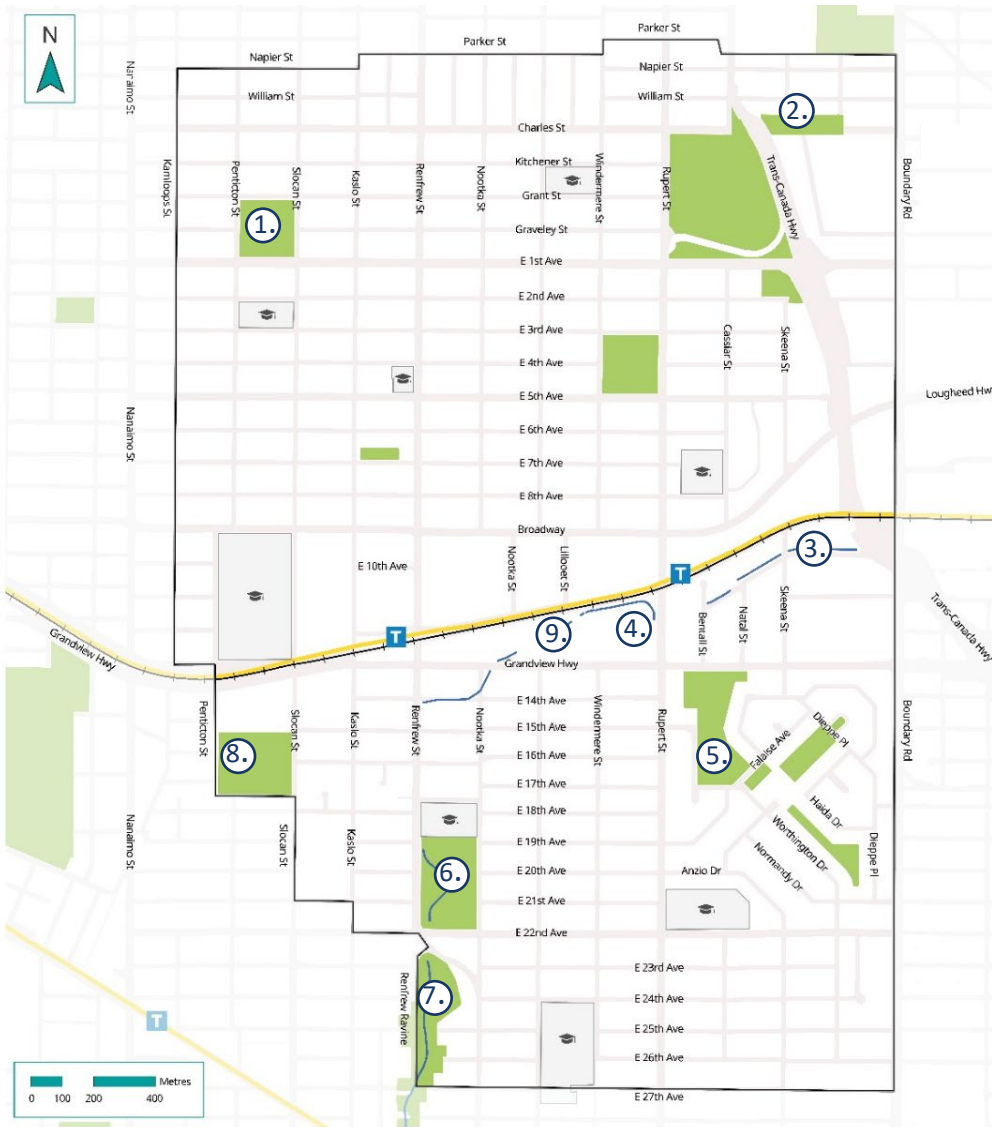 N
Parker St
Parker St
Napier St
Napier St
William St
William St
Nanaimo St
2.
Charles St
Kitchener St
Grant St
Graveley St
E 1st Ave
Kamloops St
Penticton St
Slocan St
Kaslo St
Renfrew St
Nootka St
Windermere St
Rupert St
Trans-Canada Hwy
Boundary Rd
1.
E 2nd Ave
E 3rd Ave
E 4th Ave
E 5th Ave
E 6th Ave
E 7th Ave
E 8th Ave
Broadway
Cassiar St
Skeena St
Lougheed Hw
Nanaimo St
E 10th Ave
Nootka St
Lillooet St
T
3.
T
9.
4.
Bentall St
Natal St
Skeena St
Trans-Canada Hwy
Grandview Hwy
Grandview Hwy
Penticton St
Slocan St
Kaslo St
Renfrew St
Nootka St
Windermere St
Rupert St
Boundary Rd
E 14th Ave
E 15th Ave
E 16th Ave
E 17th Ave
E 18th Ave
E 19th Ave
E 20th Ave
E 21st Ave
E 22nd Ave
8.
5.
Dieppe Pl
Falaise Ave
Haida Dr
Worthington Dr
Normandy Dr
Dieppe Pl
Anzio Dr
Nanaimo St
Slocan St
Kaslo St
6.
7.
Renfrew Ravine
E 23rd Ave
E 24th Ave
E 25th Ave
E 26th Ave
E 27th Ave
T
Metres
0 100 200 400